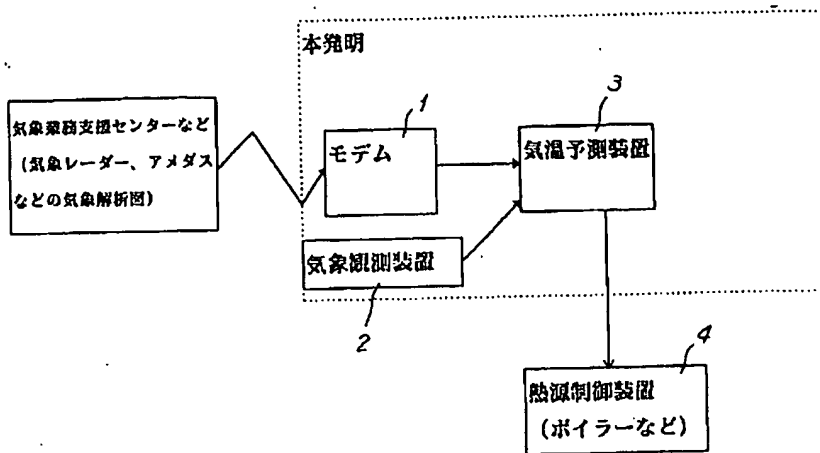 本発明
気象業務支援センターなど
(気象レーダー、アメダス
などの気象解析図)
1
モデム
3
気温予測装置
気象観測装置
2
4
熱源制御装置
(ボイラーなど)